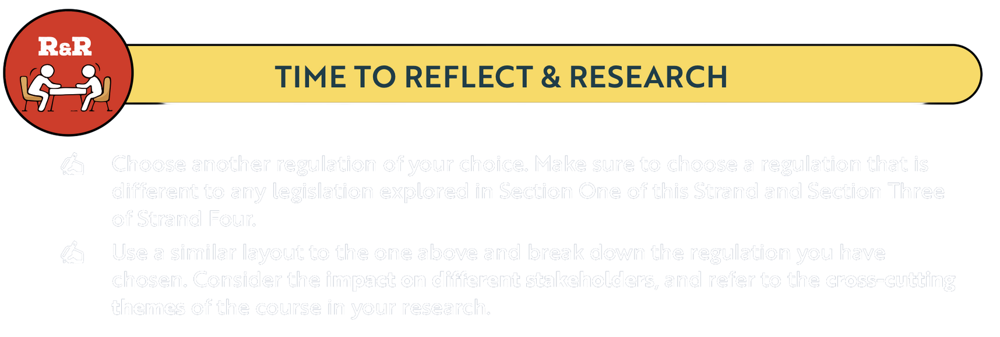 R&R
TIME TO REFLECT & RESEARCH
Choose another regulation of your choice. Make sure to choose a regulation that is
different to any legislation explored in Section One of this Strand and Section Three
of Strand Four.
Use a similar layout to the one above and break down the regulation you have
chosen. Consider the impact on different stakeholders, and refer to the cross-cutting
themes of the course in your research.